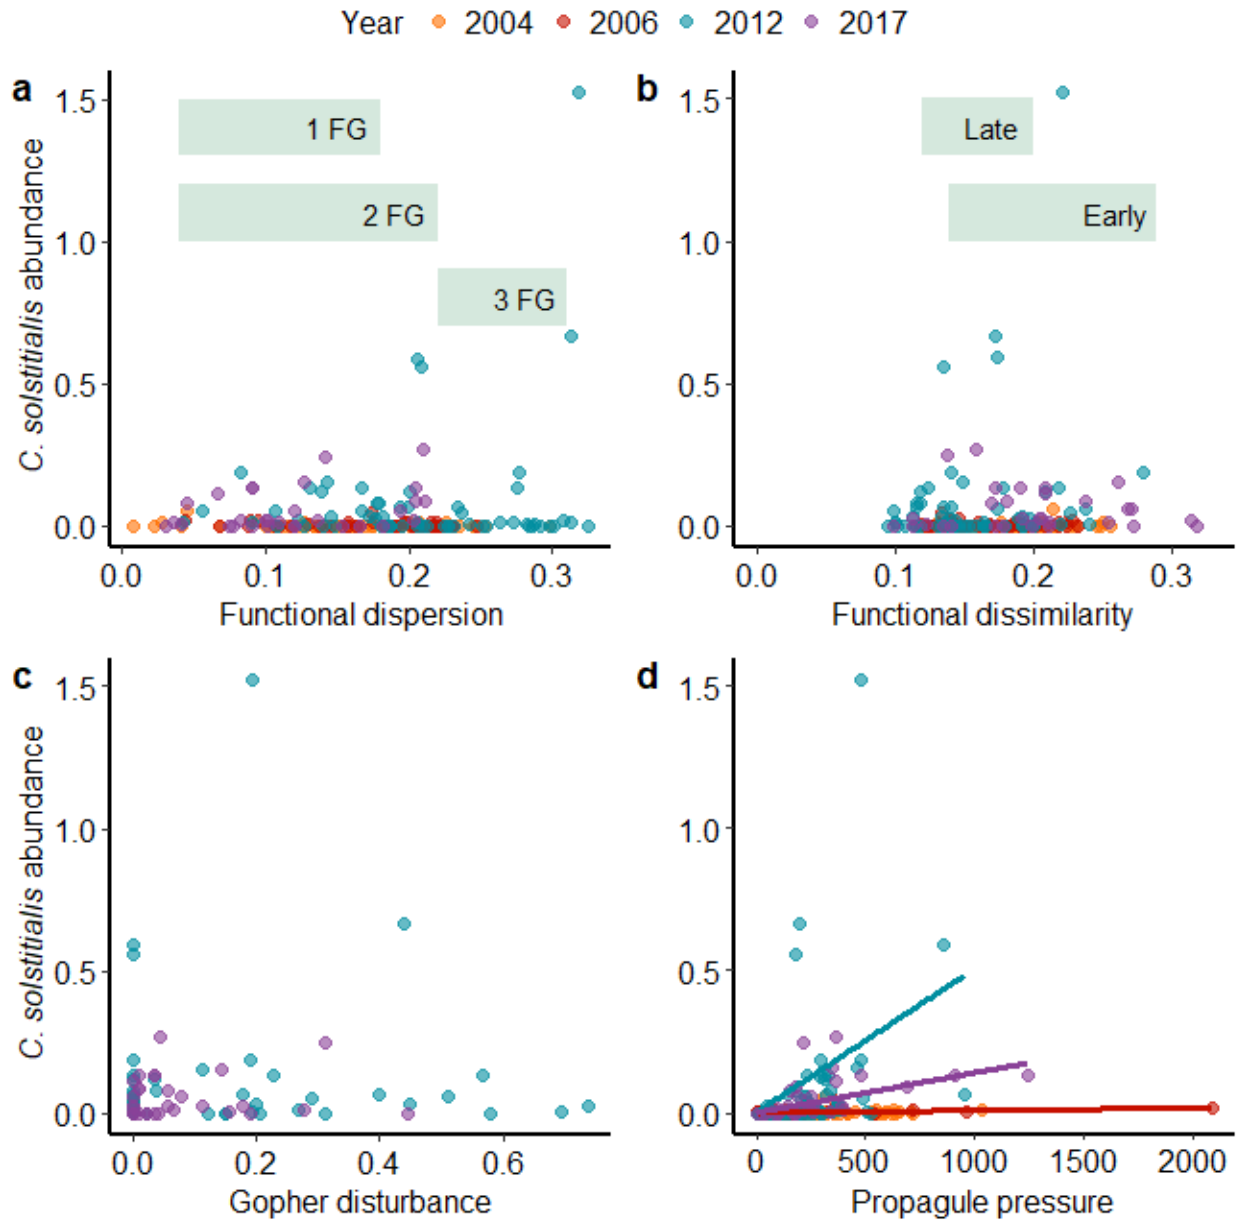 Year 2004 2006 2012 2017
a
1.5
1.0
0.5
0.0
C. solstitialis abundance
1 FG
2 FG
3 FG
0.0 0.1 0.2 0.3
Functional dispersion
b
1.5
1.0
0.5
0.0
Late
Early
0.0 0.1 0.2 0.3
Functional dissimilarity
c
1.5
1.0
0.5
0.0
C. solstitialis abundance
0.0 0.2 0.4 0.6
Gopher disturbance
d
1.5
1.0
0.5
0.0
0 500 1000 1500 2000
Propagule pressure